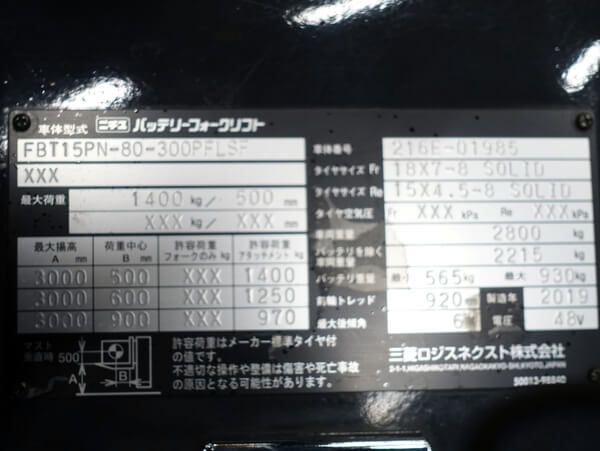 車体型式 ニチユ バッテリーフォークリフト
FBT15PN-80-300PFLSF
XXX
最大荷重 1400 kg/ 500 mm
XXX kg/ XXX mm
最大揚高 A mm 荷重中心 B mm 許容荷重 フォークのみ kg 許容荷重 アタッチメント kg
3000 500 XXX 1400
3000 600 XXX 1250
3000 900 XXX 970
マスト垂直時 500 A B
許容荷重はメーカー標準タイヤ付
の値です。
不適切な操作や整備は傷害や死亡事故
の原因となる可能性があります。
車体番号 216E-01985
タイヤサイズ Fr 18X7-8 SOLID
タイヤサイズ Re 15X4.5-8 SOLID
タイヤ空気圧 Fr XXX kPa Re XXX kPa
車両重量 2800 kg
バッテリを除く車両重量 2215 kg
バッテリ重量 最小 565 kg 最大 930 kg
前輪トレッド 920 製造年 2019
最大後傾角 6 電圧 48V
三菱ロジスネクスト株式会社
2-1-1, HIGASHIKOTARI, NAGAOKAKYO-SHI, KYOTO, JAPAN
50013-98840